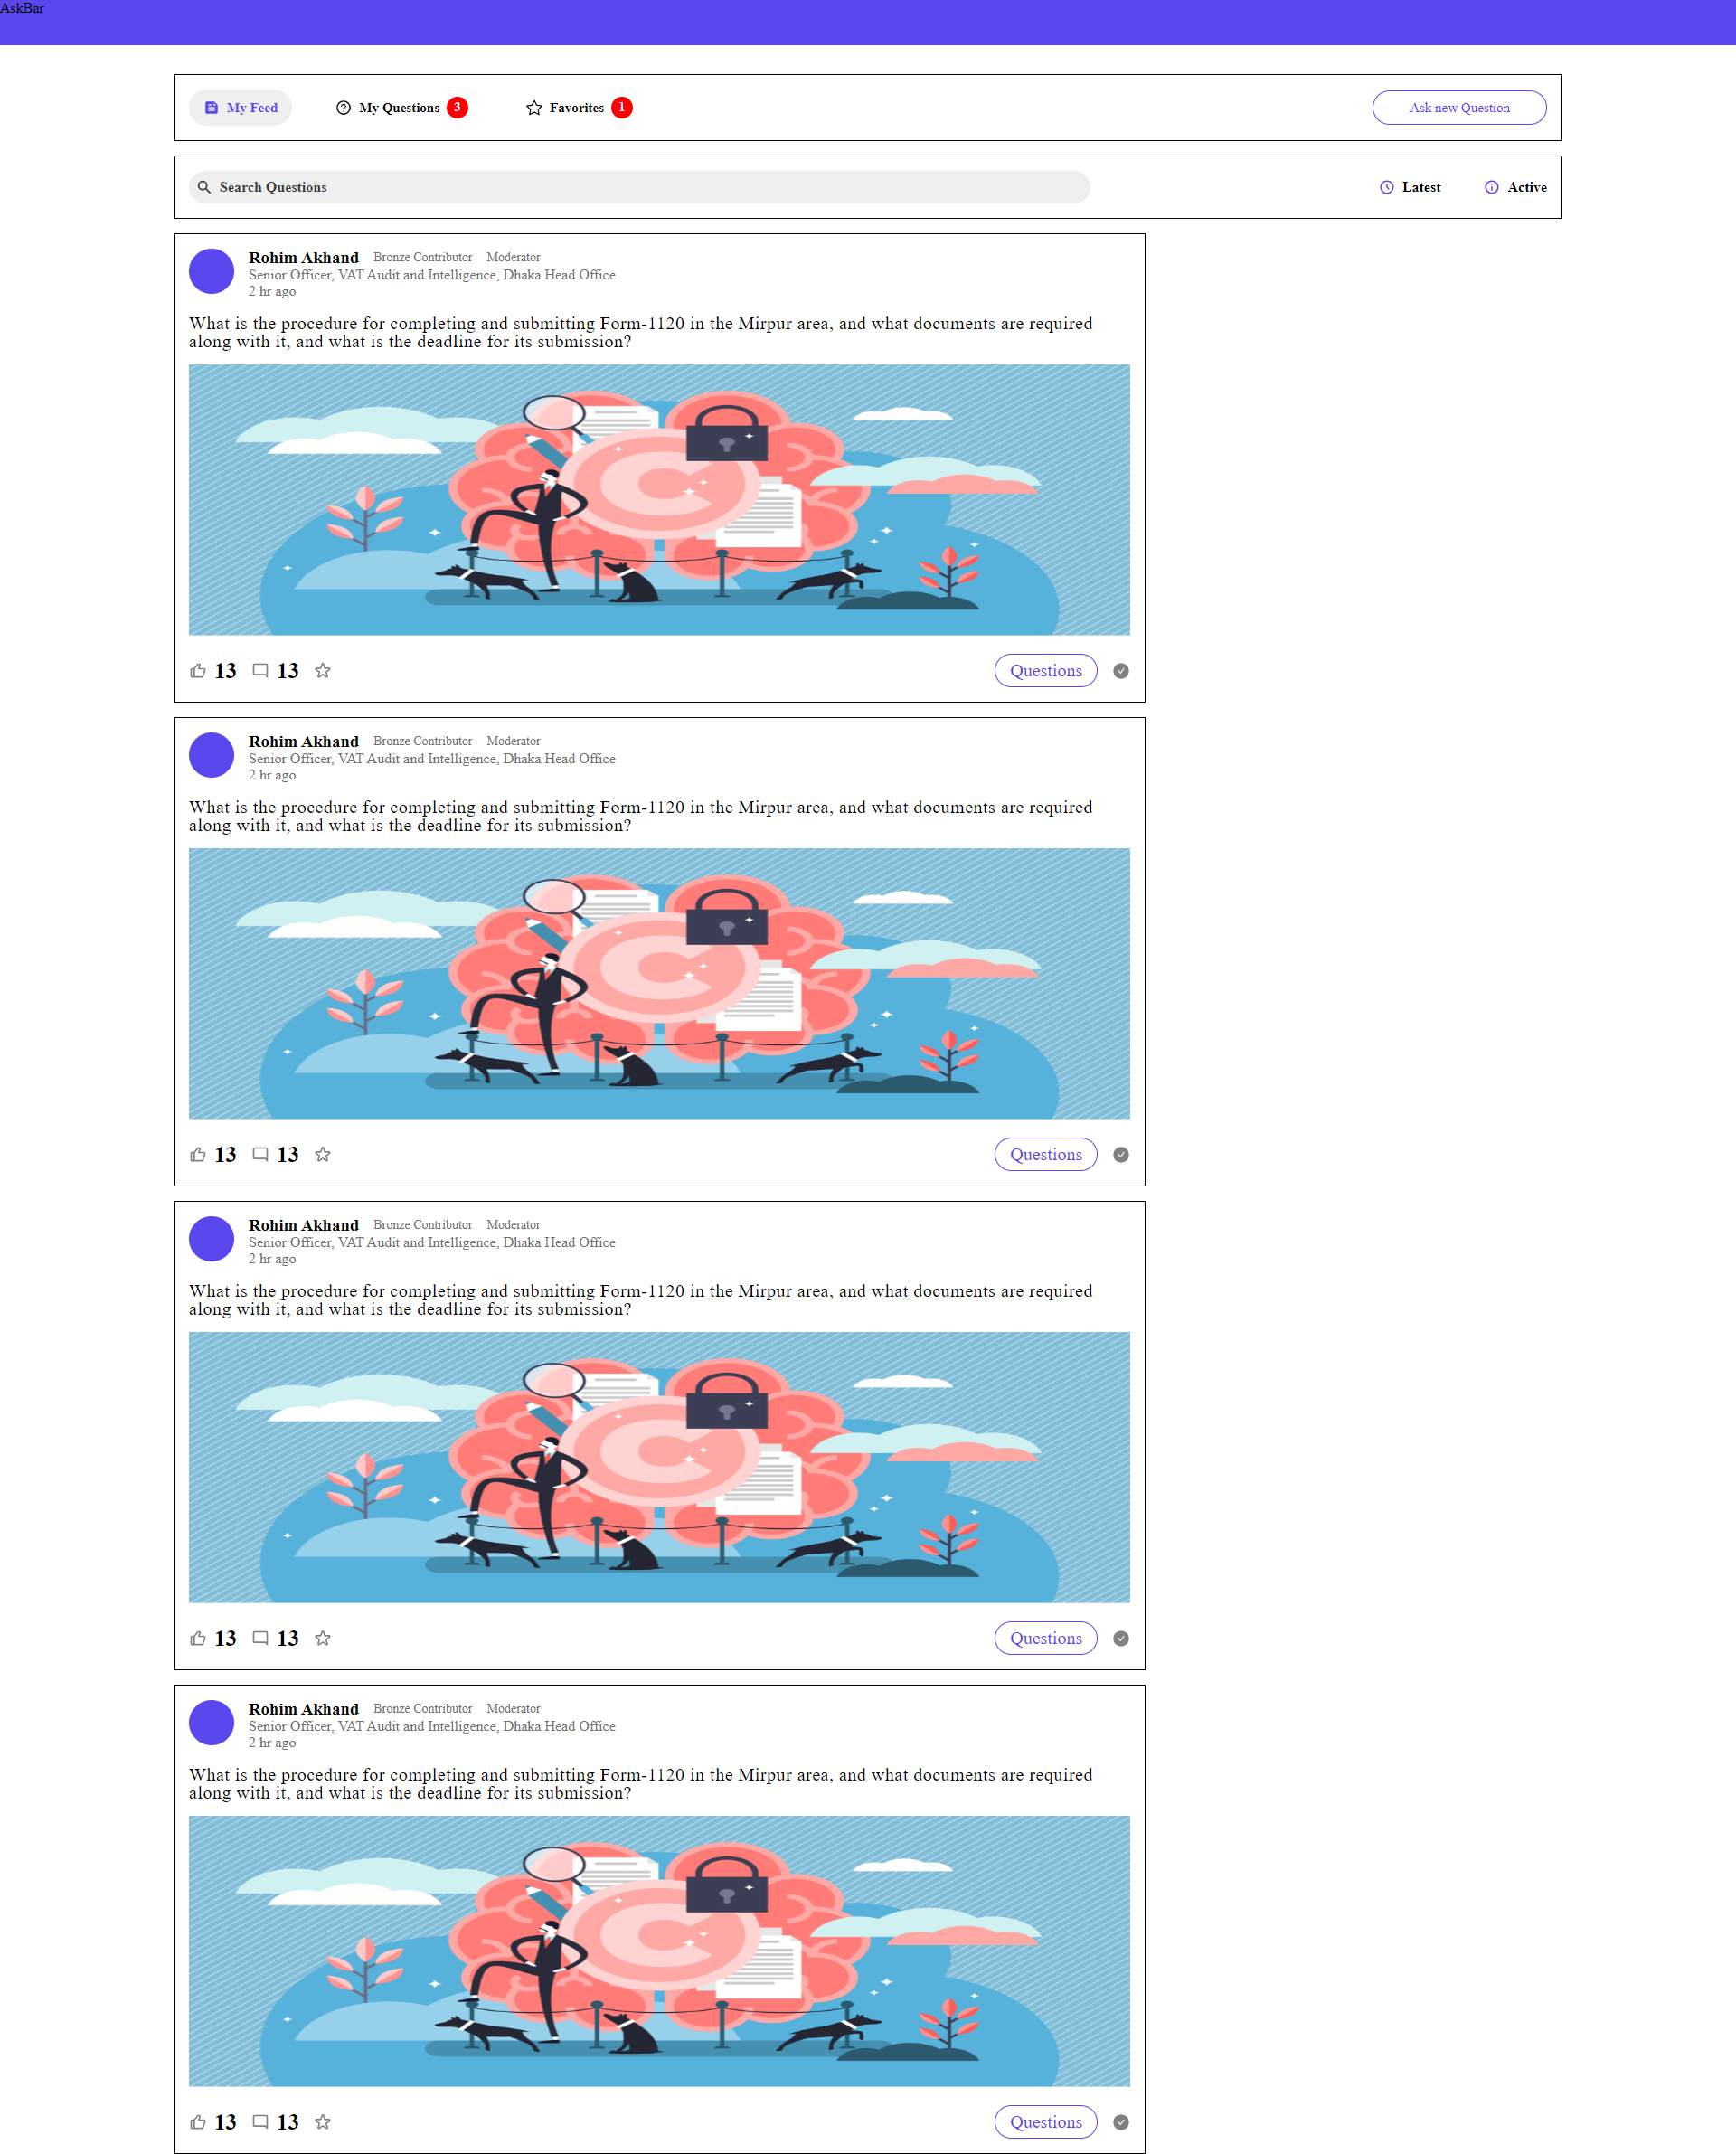 AskBar
My Feed My Questions 3 Favorites 1 Ask new Question
Search Questions Latest Active
Rohim Akhand Bronze Contributor Moderator
Senior Officer, VAT Audit and Intelligence, Dhaka Head Office
2 hr ago
What is the procedure for completing and submitting Form-1120 in the Mirpur area, and what documents are required
along with it, and what is the deadline for its submission?
13 13 Questions
Rohim Akhand Bronze Contributor Moderator
Senior Officer, VAT Audit and Intelligence, Dhaka Head Office
2 hr ago
What is the procedure for completing and submitting Form-1120 in the Mirpur area, and what documents are required
along with it, and what is the deadline for its submission?
13 13 Questions
Rohim Akhand Bronze Contributor Moderator
Senior Officer, VAT Audit and Intelligence, Dhaka Head Office
2 hr ago
What is the procedure for completing and submitting Form-1120 in the Mirpur area, and what documents are required
along with it, and what is the deadline for its submission?
13 13 Questions
Rohim Akhand Bronze Contributor Moderator
Senior Officer, VAT Audit and Intelligence, Dhaka Head Office
2 hr ago
What is the procedure for completing and submitting Form-1120 in the Mirpur area, and what documents are required
along with it, and what is the deadline for its submission?
13 13 Questions